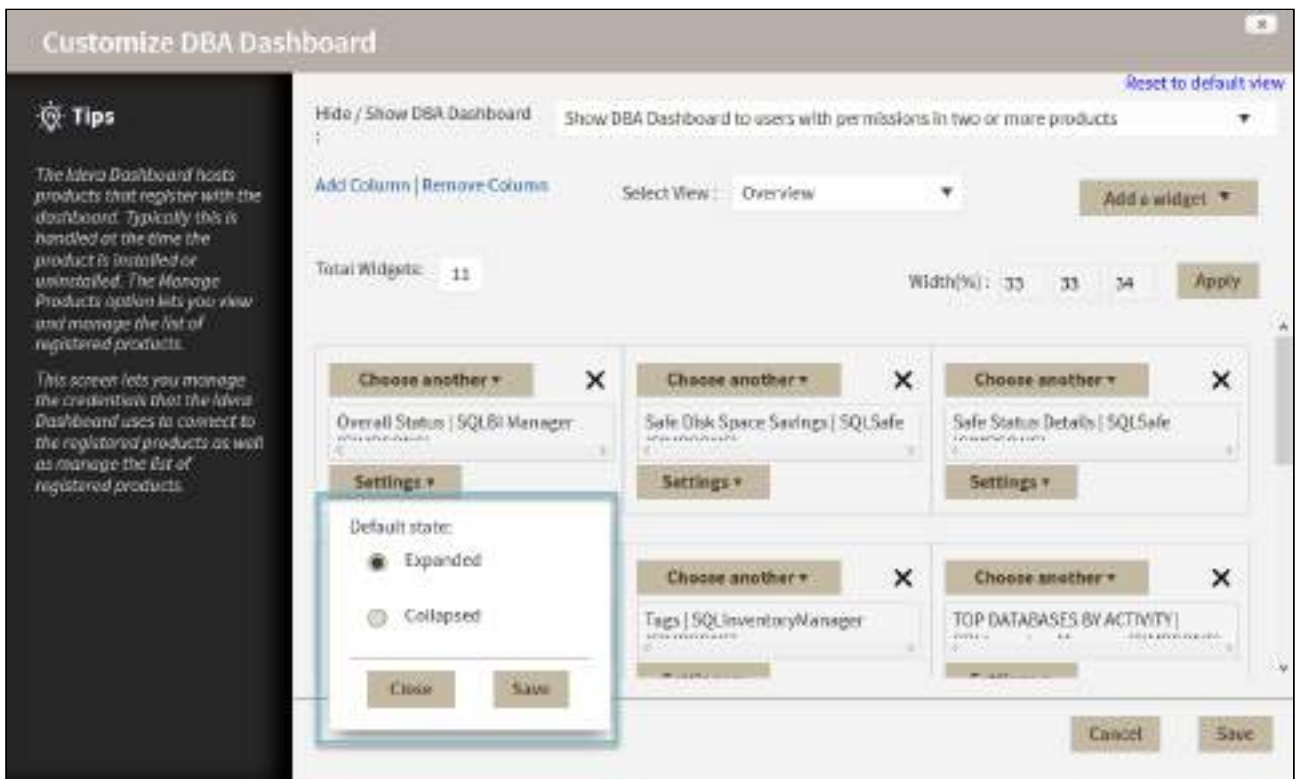 Customize DBA Dashboard
Reset to default view
Tips
The Idera Dashboard hosts
products that register with the
dashboard. Typically this is
handled at the time the
product is installed or
uninstalled. The Manage
Products option lets you view
and manage the list of
registered products.
This screen lets you manage
the credentials that the Idera
Dashboard uses to connect to
the registered products as well
as manage the list of
registered products.
Hide / Show DBA Dashboard
:
Show DBA Dashboard to users with permissions in two or more products
Add Column | Remove Column
Select View :
Overview
Add a widget
Total Widgets:
11
Width(%) : 33 33 34
Apply
Choose another
Choose another
Choose another
Overall Status | SQLBI Manager
Safe Disk Space Savings | SQLSafe
Safe Status Details | SQLSafe
Settings
Settings
Settings
Default state:
Expanded
Collapsed
Close
Save
Choose another
Choose another
Tags | SQLInventoryManager
TOP DATABASES BY ACTIVITY |
Cancel
Save